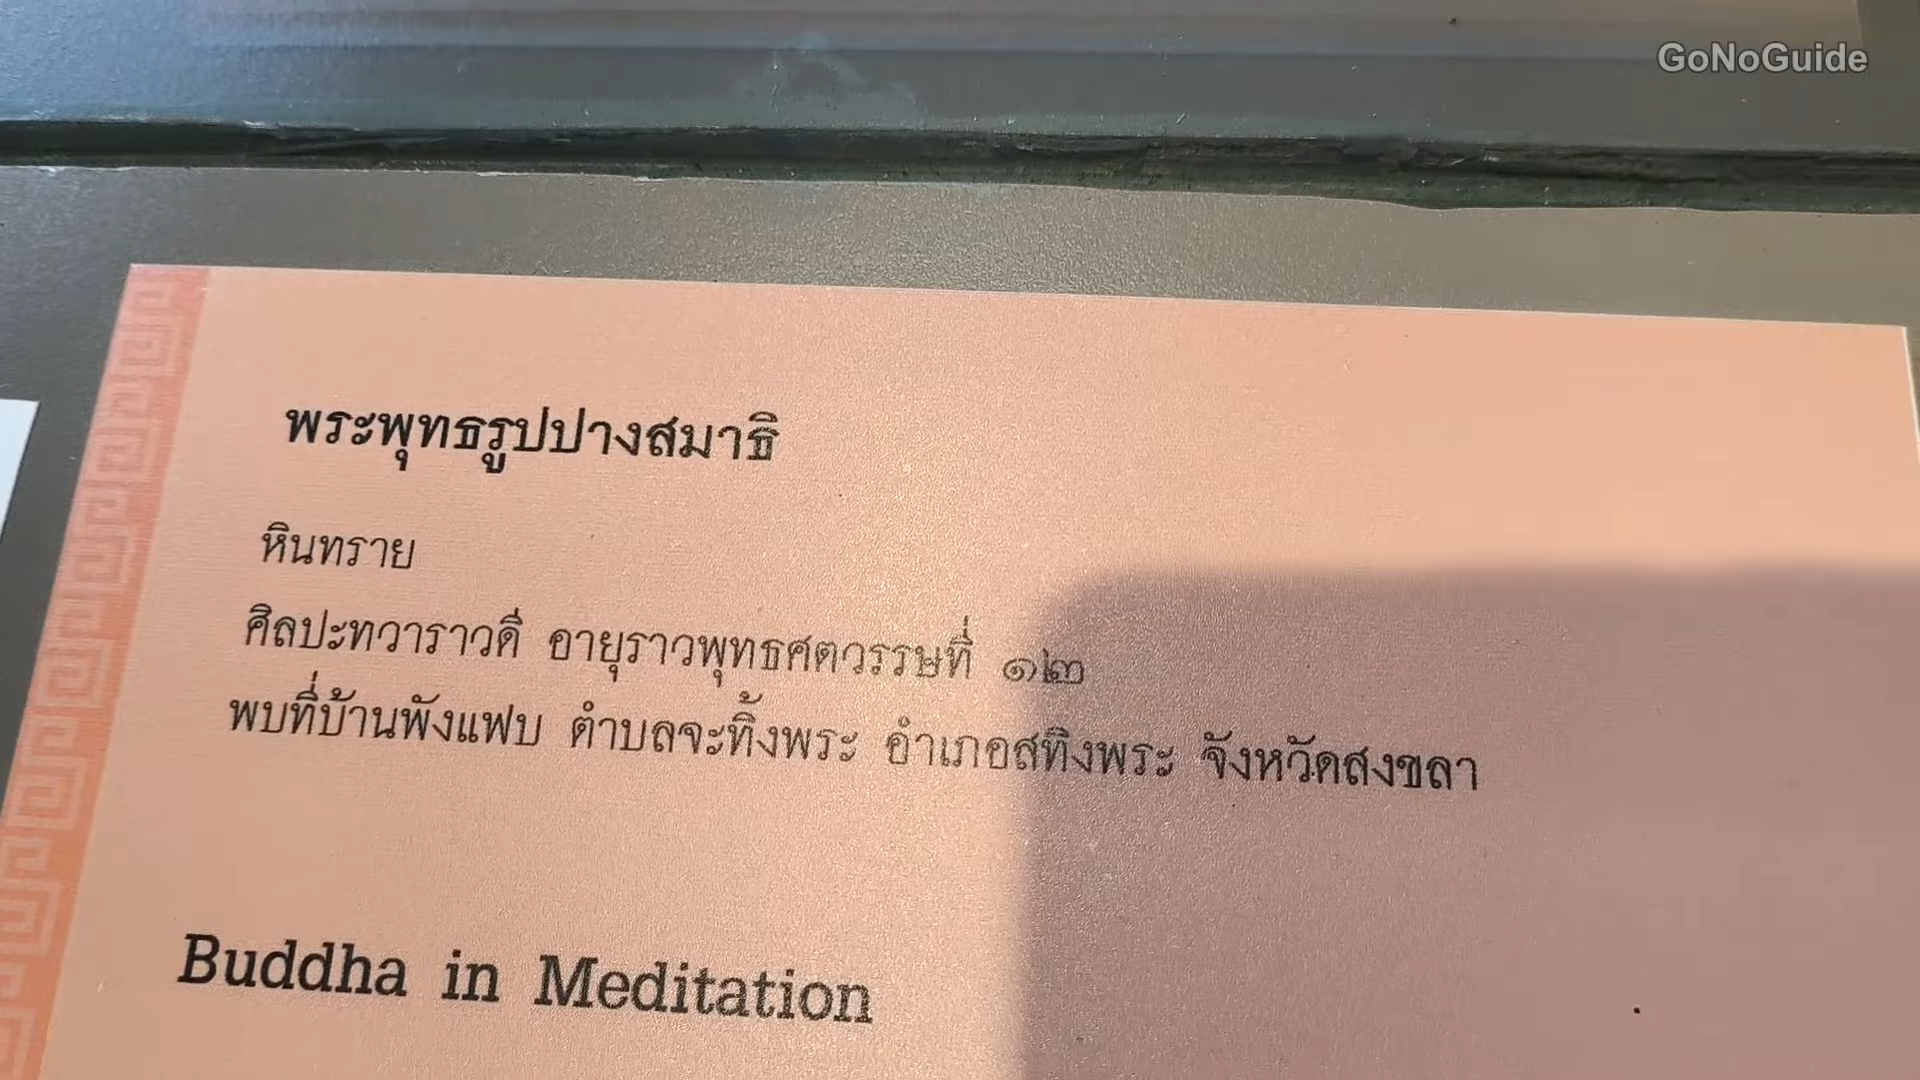 GoNoGuide
พระพุทธรูปปางสมาธิ
หินทราย
ศิลปะทวาราวดี อายุราวพุทธศตวรรษที่ ๑๒
พบที่บ้านพังแฟบ ตำบลจะทิ้งพระ อำเภอสทิงพระ จังหวัดสงขลา
Buddha in Meditation